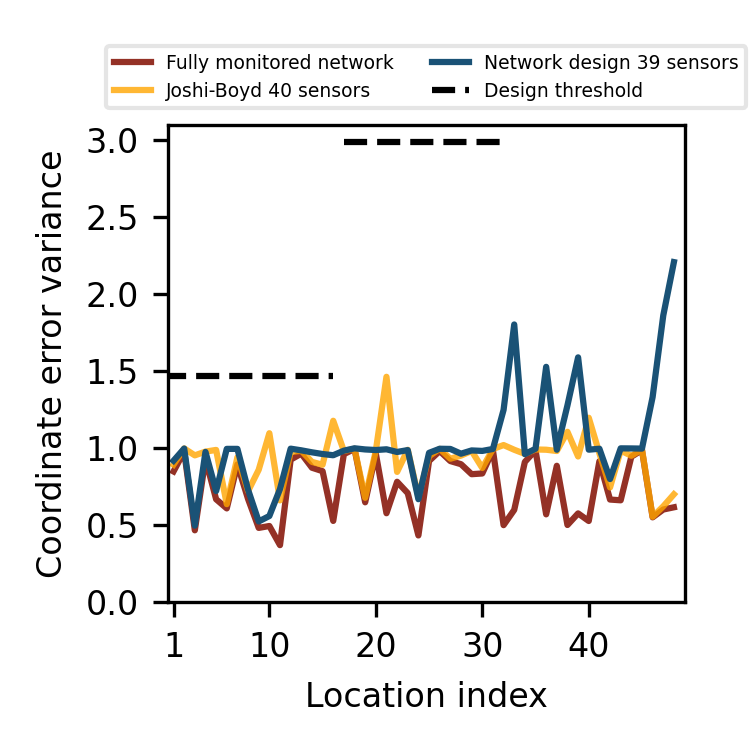 Fully monitored network
Network design 39 sensors
Joshi-Boyd 40 sensors
Design threshold
3.0
2.5
2.0
1.5
1.0
0.5
0.0
Coordinate error variance
1
10
20
30
40
Location index